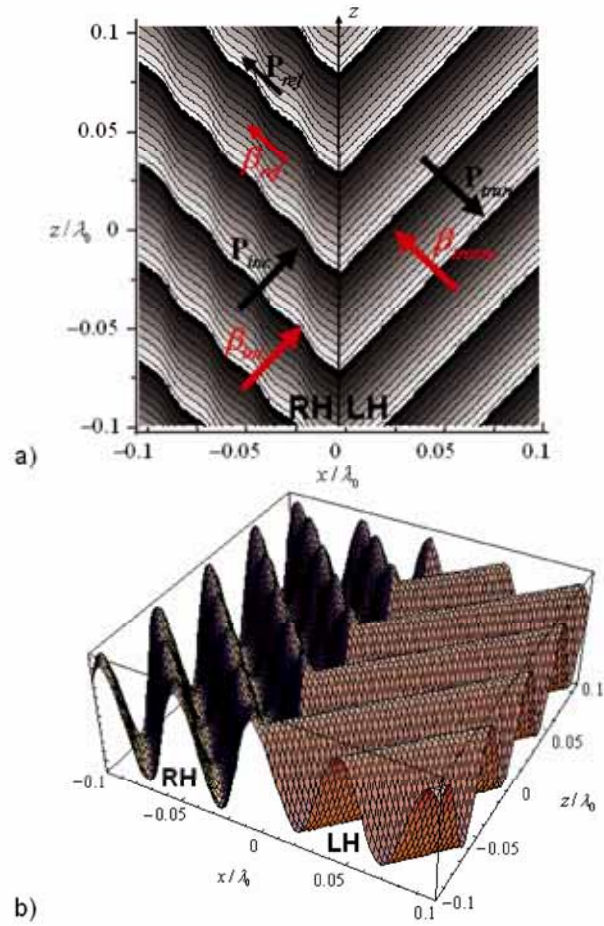 z
0.1
P_ref
0.05
β_ref
P_tran
z/λ₀ 0
P_inc
β_inc
-0.05
RH LH
-0.1
-0.1 -0.05 0 0.05 0.1
x/λ₀
a)
-0.1
RH
-0.05
0
x/λ₀
LH
0.05
0.1
-0.1
-0.05
0
z/λ₀
0.05
0.1
b)